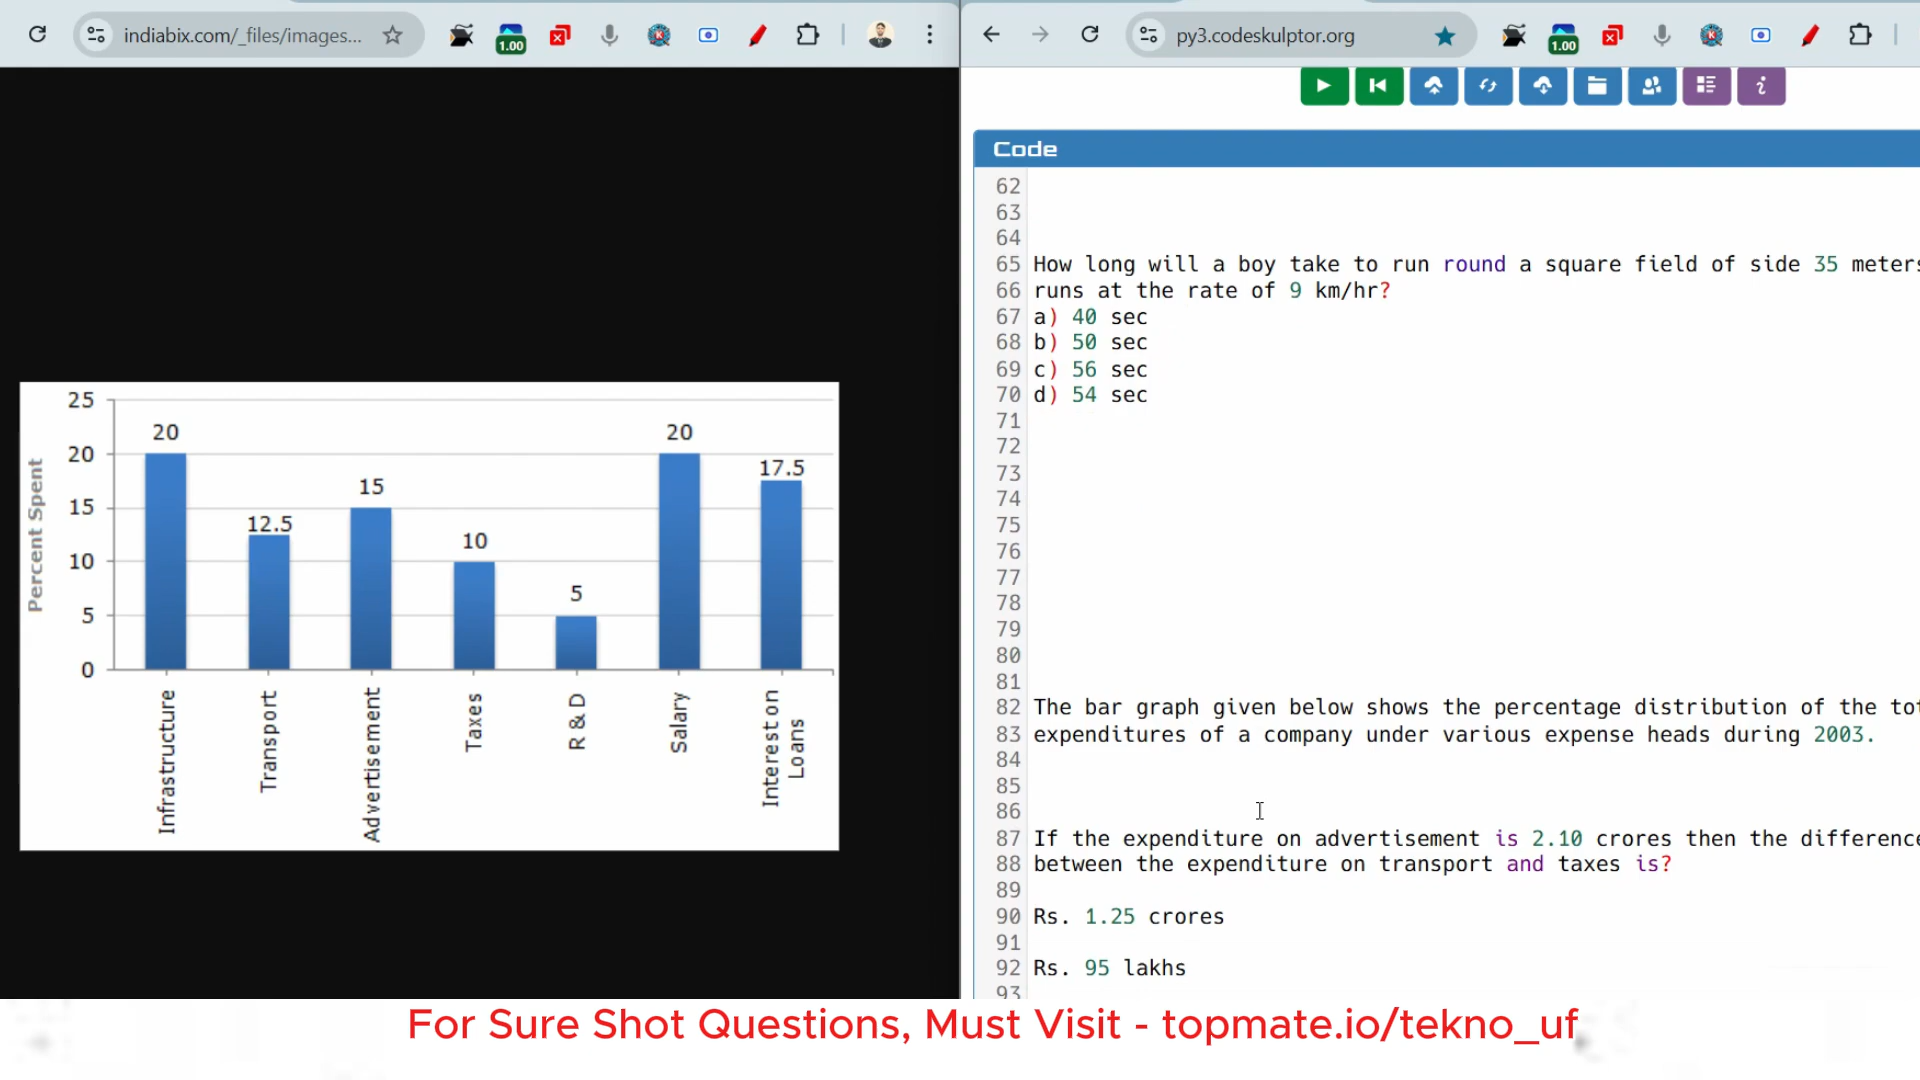 indiabix.com/_files/images...
1.00
py3.codeskulptor.org
1.00
25
20
15
10
5
0
Percent Spent
20
12.5
15
10
5
20
17.5
Infrastructure
Transport
Advertisement
Taxes
R & D
Salary
Interest on
Loans
Code
62
63
64
65 How long will a boy take to run round a square field of side 35 meters
66 runs at the rate of 9 km/hr?
67 a) 40 sec
68 b) 50 sec
69 c) 56 sec
70 d) 54 sec
71
72
73
74
75
76
77
78
79
80
81
82 The bar graph given below shows the percentage distribution of the tot
83 expenditures of a company under various expense heads during 2003.
84
85
86
87 If the expenditure on advertisement is 2.10 crores then the difference
88 between the expenditure on transport and taxes is?
89
90 Rs. 1.25 crores
91
92 Rs. 95 lakhs
93
For Sure Shot Questions, Must Visit - topmate.io/tekno_uf